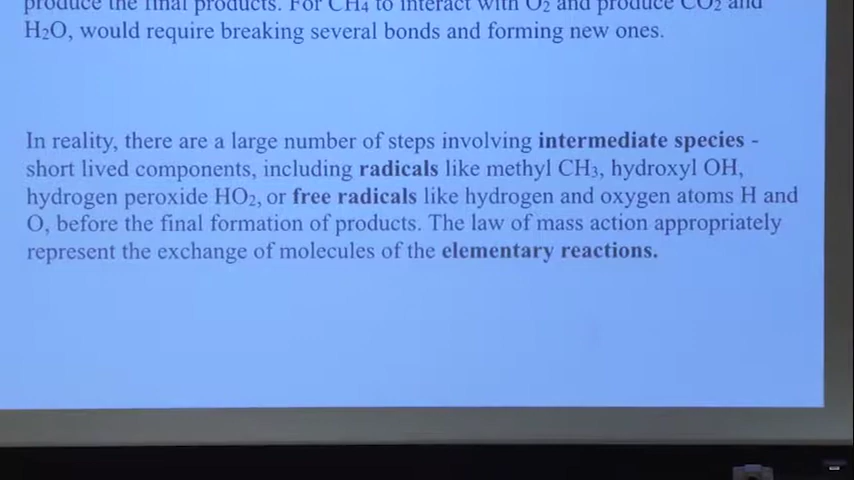 produce the final products. For CH4 to interact with O2 and produce CO2 and
H2O, would require breaking several bonds and forming new ones.
In reality, there are a large number of steps involving intermediate species -
short lived components, including radicals like methyl CH3, hydroxyl OH,
hydrogen peroxide HO2, or free radicals like hydrogen and oxygen atoms H and
O, before the final formation of products. The law of mass action appropriately
represent the exchange of molecules of the elementary reactions.